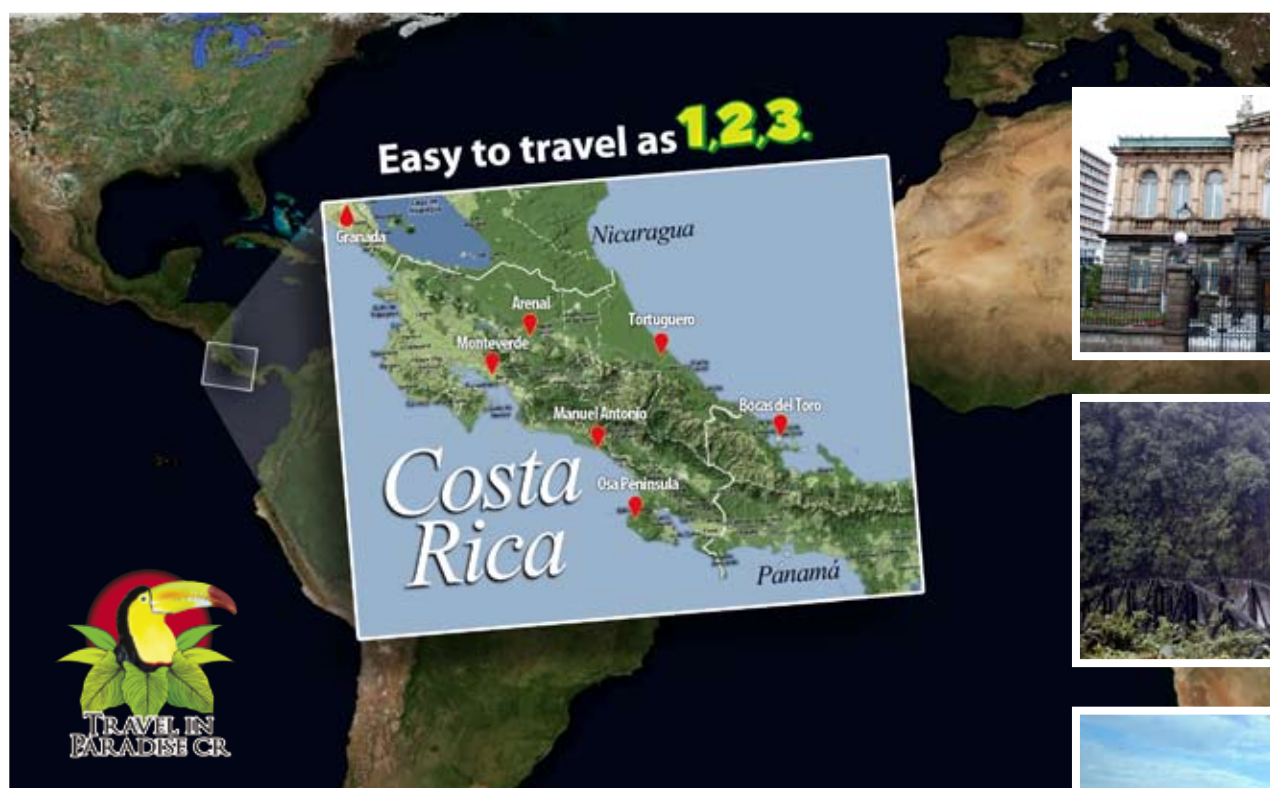 Easy to travel as 1,2,3.
Granada
Nicaragua
Arenal
Tortuguero
Monteverde
Bocas del Toro
Manuel Antonio
Costa
Rica
Osa Península
Panamá
TRAVEL IN
PARADISE CR